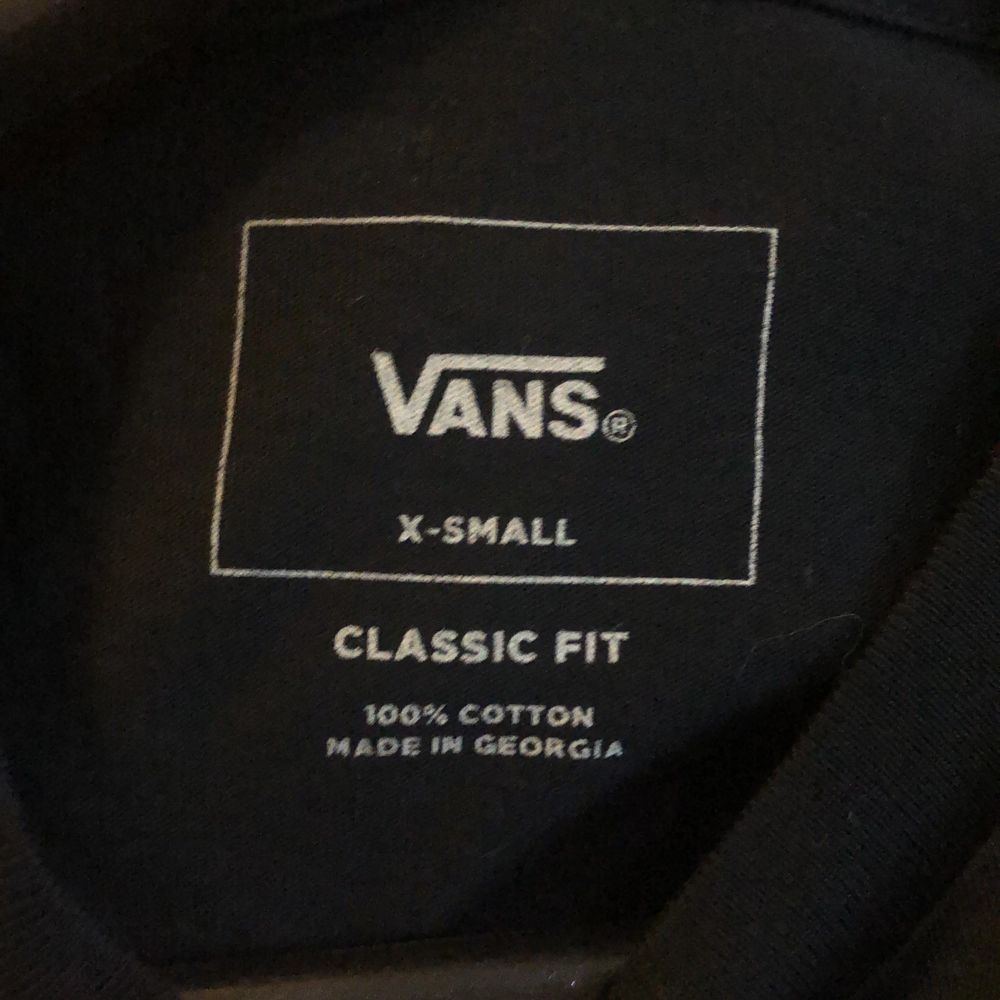 VANS®
X-SMALL
CLASSIC FIT
100% COTTON
MADE IN GEORGIA